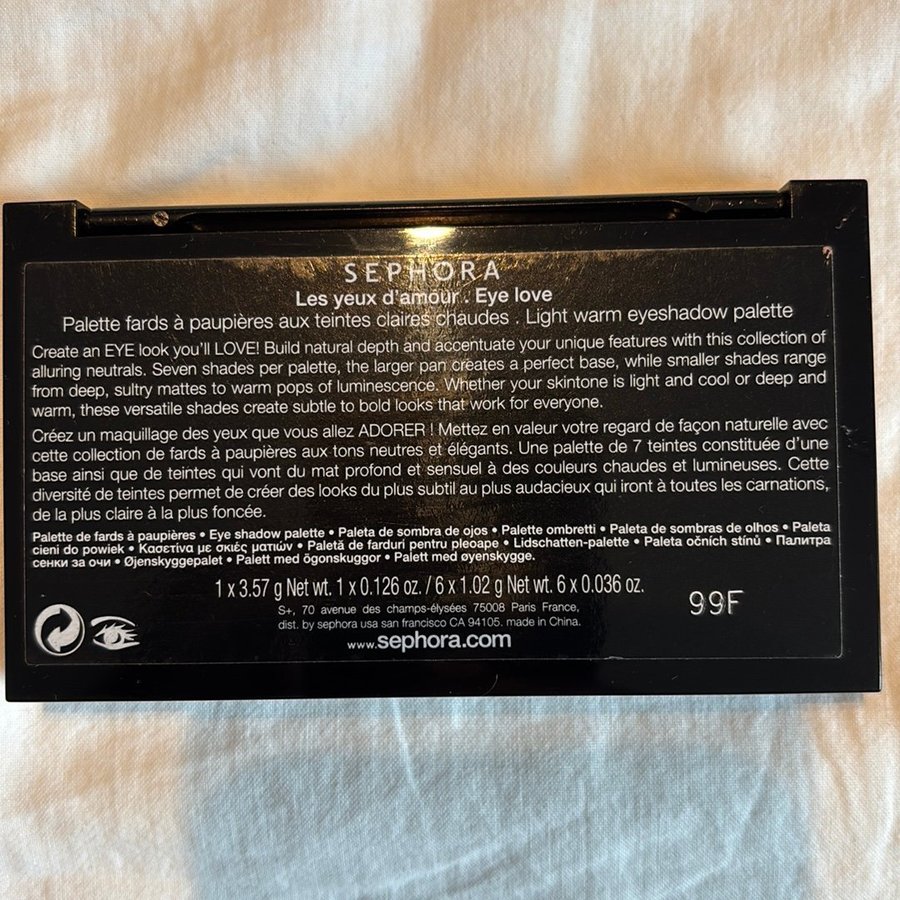 SEPHORA
Les yeux d'amour . Eye love
Palette fards à paupières aux teintes claires chaudes . Light warm eyeshadow palette
Create an EYE look you'll LOVE! Build natural depth and accentuate your unique features with this collection of
alluring neutrals. Seven shades per palette, the larger pan creates a perfect base, while smaller shades range
from deep, sultry mattes to warm pops of luminescence. Whether your skintone is light and cool or deep and
warm, these versatile shades create subtle to bold looks that work for everyone.
Créez un maquillage des yeux que vous allez ADORER ! Mettez en valeur votre regard de façon naturelle avec
cette collection de fards à paupières aux tons neutres et élégants. Une palette de 7 teintes constituée d'une
base ainsi que de teintes qui vont du mat profond et sensuel à des couleurs chaudes et lumineuses. Cette
diversité de teintes permet de créer des looks du plus subtil au plus audacieux qui iront à toutes les carnations,
de la plus claire à la plus foncée.
Palette de fards à paupières • Eye shadow palette • Paleta de sombra de ojos • Palette ombretti • Paleta de sombras de olhos • Paleta
cieni do powiek • Κασετίνα με σκιές ματιών • Paletă de farduri pentru pleoape • Lidschatten-palette • Paleta očních stínů • Палитра
сенки за очи • Øjenskyggepalet • Palett med ögonskuggor • Palett med øyenskygge.
1 x 3.57 g Net wt. 1 x 0.126 oz. / 6 x 1.02 g Net wt. 6 x 0.036 oz.
S+, 70 avenue des champs-élysées 75008 Paris France,
dist. by sephora usa san francisco CA 94105. made in China.
www.sephora.com
99F